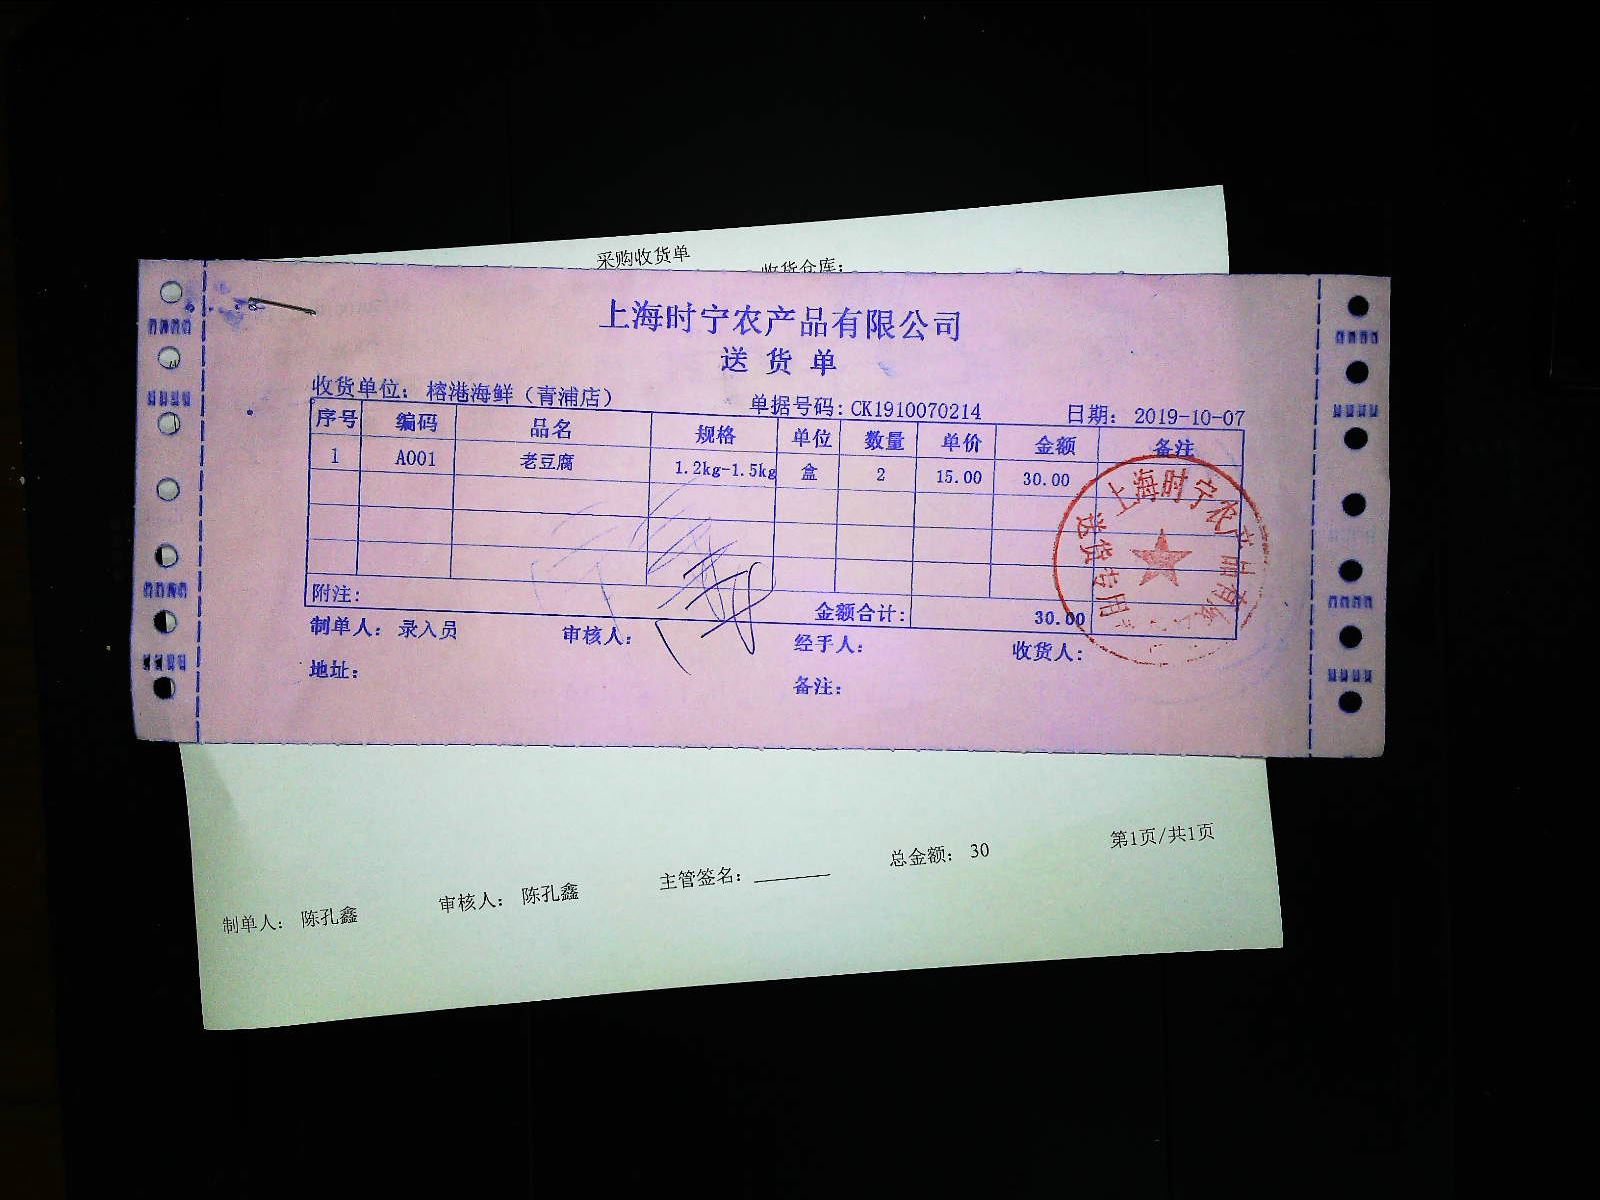 采购收货单
收货仓库:
上海时宁农产品有限公司
送货单
收货单位: 榕港海鲜(青浦店) 单据号码:CK1910070214 日期: 2019-10-07
序号 编码 品名 规格 单位 数量 单价 金额 备注
1 A001 老豆腐 1.2kg-1.5kg 盒 2 15.00 30.00
上海时宁农产品有
送货专用
附注: 金额合计: 30.00
制单人: 录入员 审核人: 经手人: 收货人:
地址: 备注:
制单人: 陈孔鑫 审核人: 陈孔鑫 主管签名: 总金额: 30 第1页/共1页